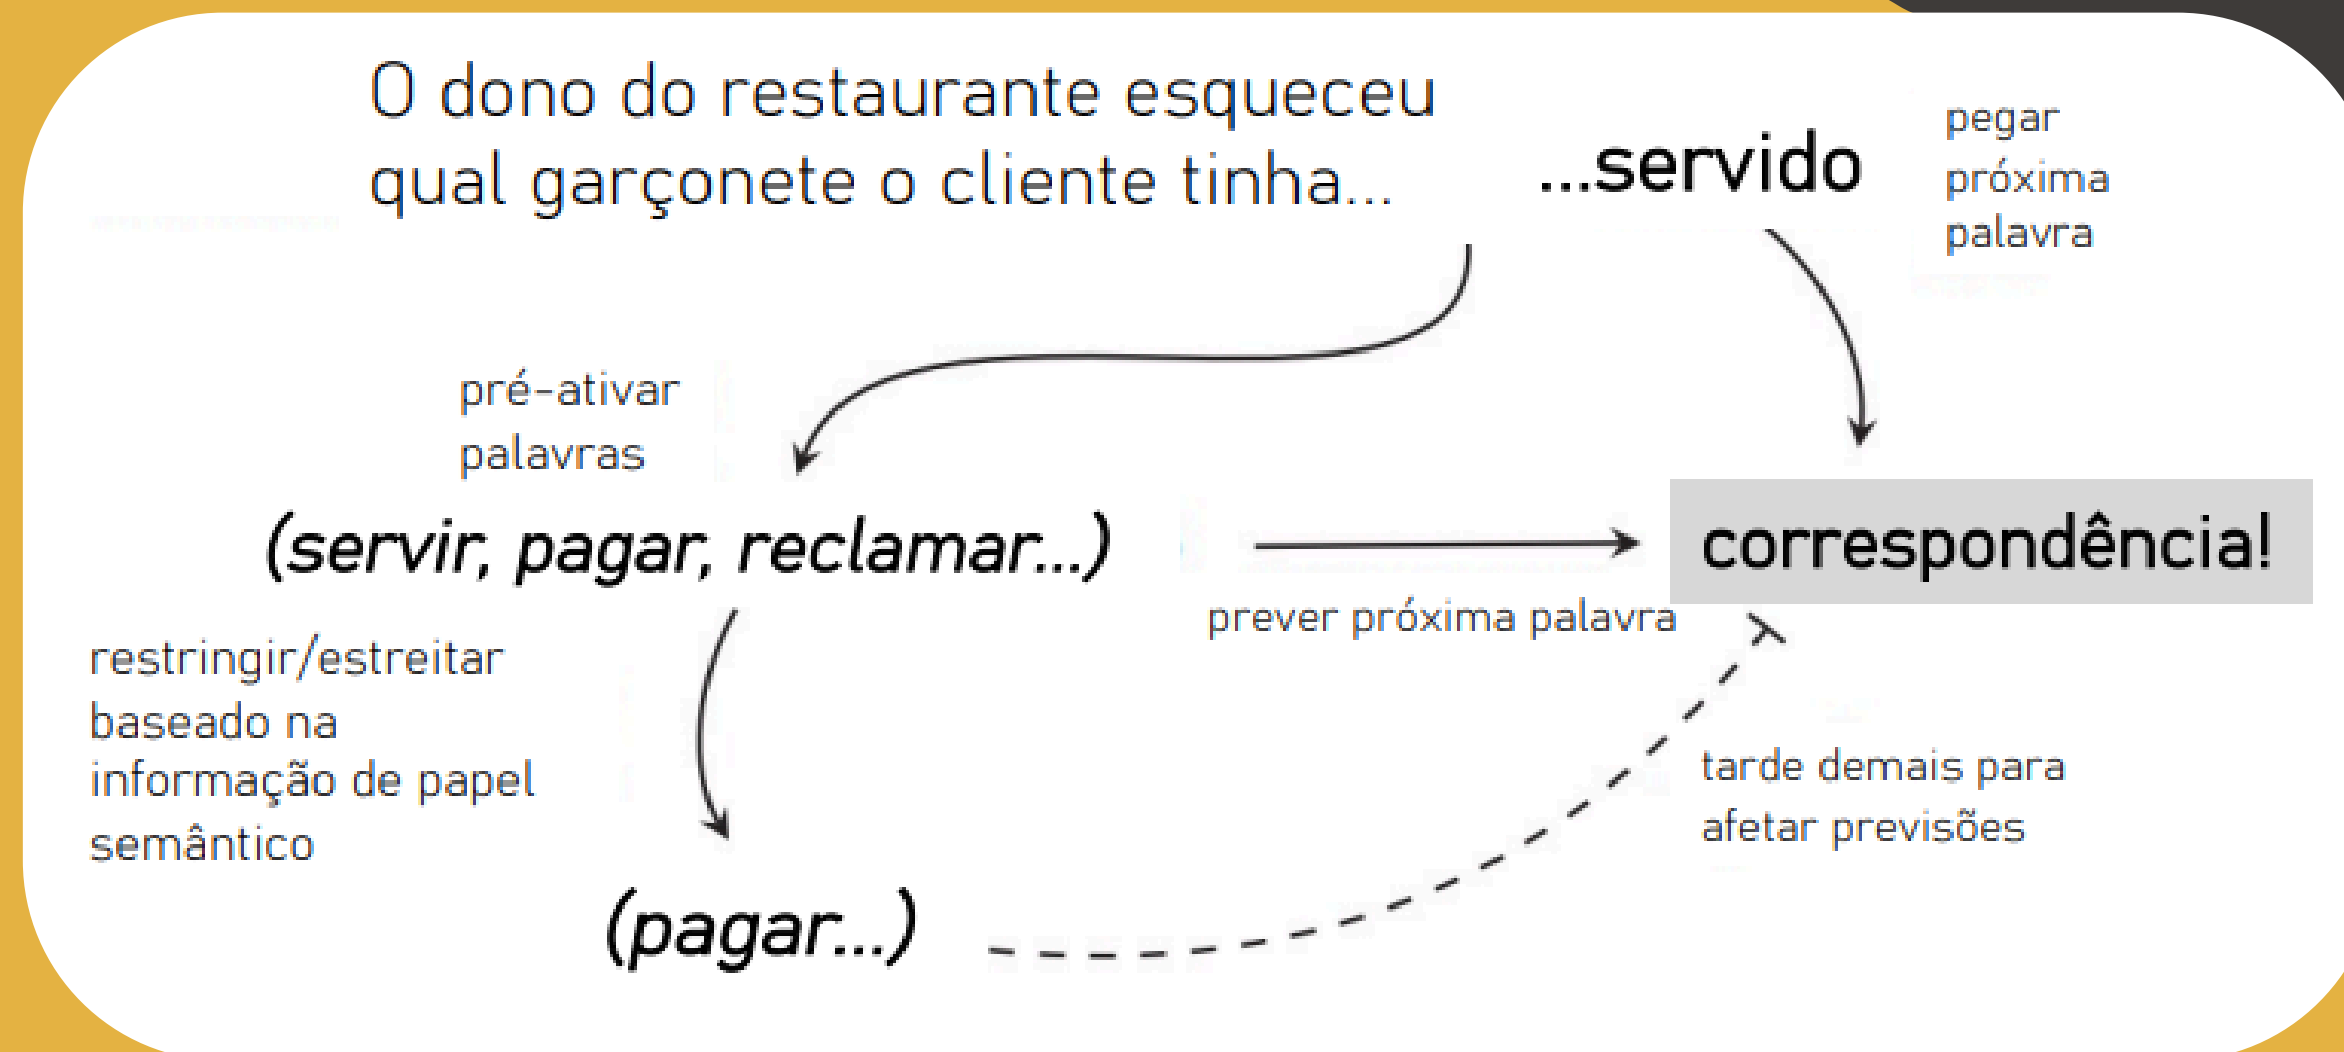 O dono do restaurante esqueceu
qual garçonete o cliente tinha...
...servido
pegar
próxima
palavra
pré-ativar
palavras
(servir, pagar, reclamar...)
correspondência!
prever próxima palavra
restringir/estreitar
baseado na
informação de papel
semântico
tarde demais para
afetar previsões
(pagar...)